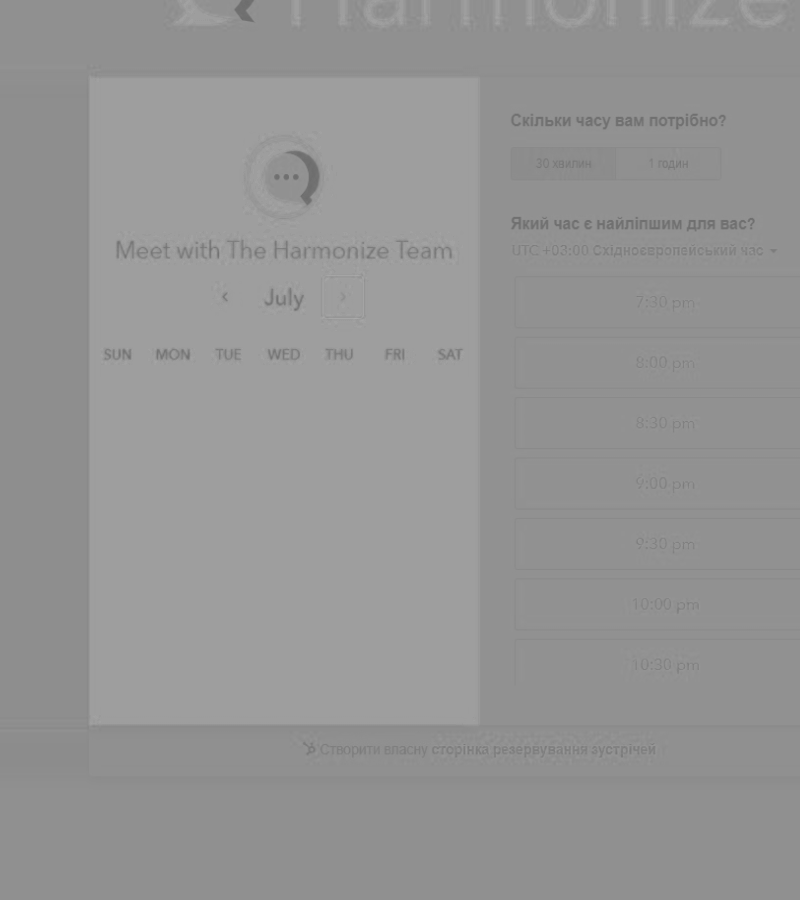 Harmonize
Meet with The Harmonize Team
July
SUN MON TUE WED THU FRI SAT
Скільки часу вам потрібно?
30 хвилин 1 годин
Який час є найліпшим для вас?
UTC +03:00 Східноєвропейський час
7:30 pm
8:00 pm
8:30 pm
9:00 pm
9:30 pm
10:00 pm
10:30 pm
Створити власну сторінка резервування зустрічей